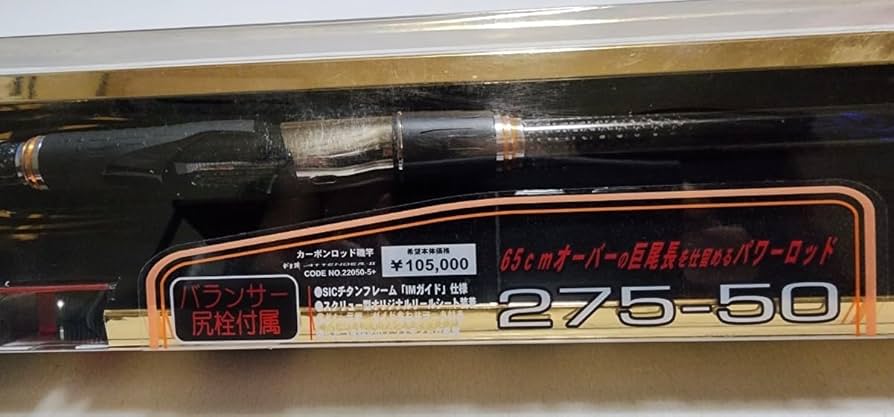 カーボンロッド磯竿
ATTENDER-II
CODE NO.22050-5+
希望本体価格
¥105,000
65cmオーバーの巨尾長を仕留めるパワーロッド
275-50
バランサー
尻栓付属
●SICチタンフレーム「IMガイド」仕様
●スクリュー型オリジナルリールシート装着